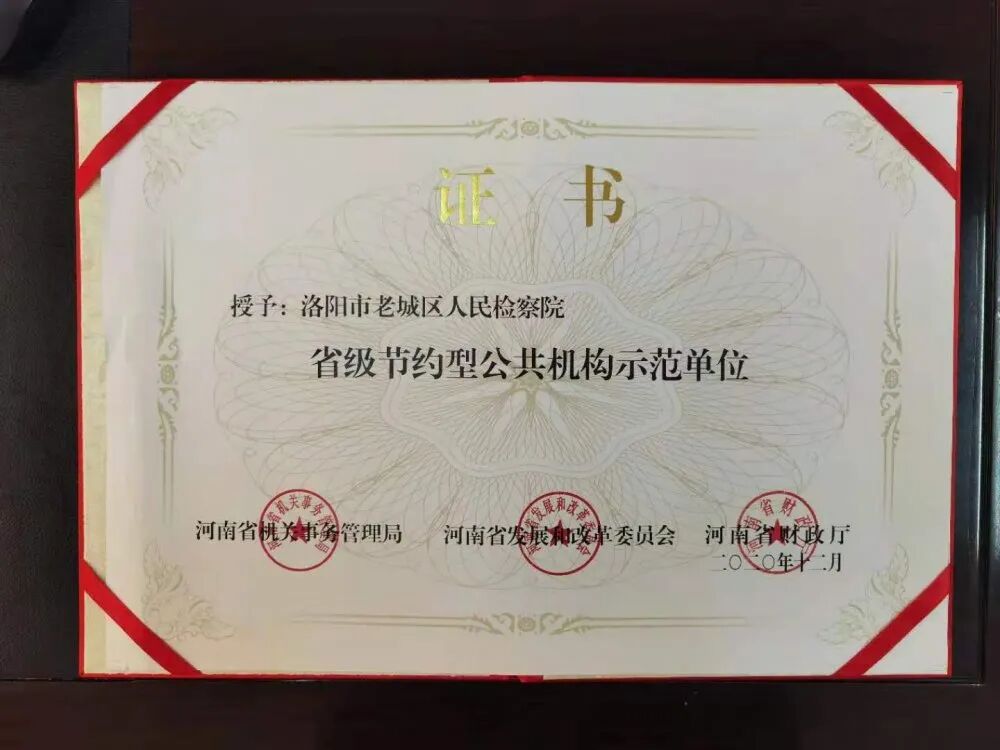 证 书
授予：洛阳市老城区人民检察院
省级节约型公共机构示范单位
河南省机关事务管理局 河南省发展和改革委员会 河南省财政厅
二〇二〇年十二月